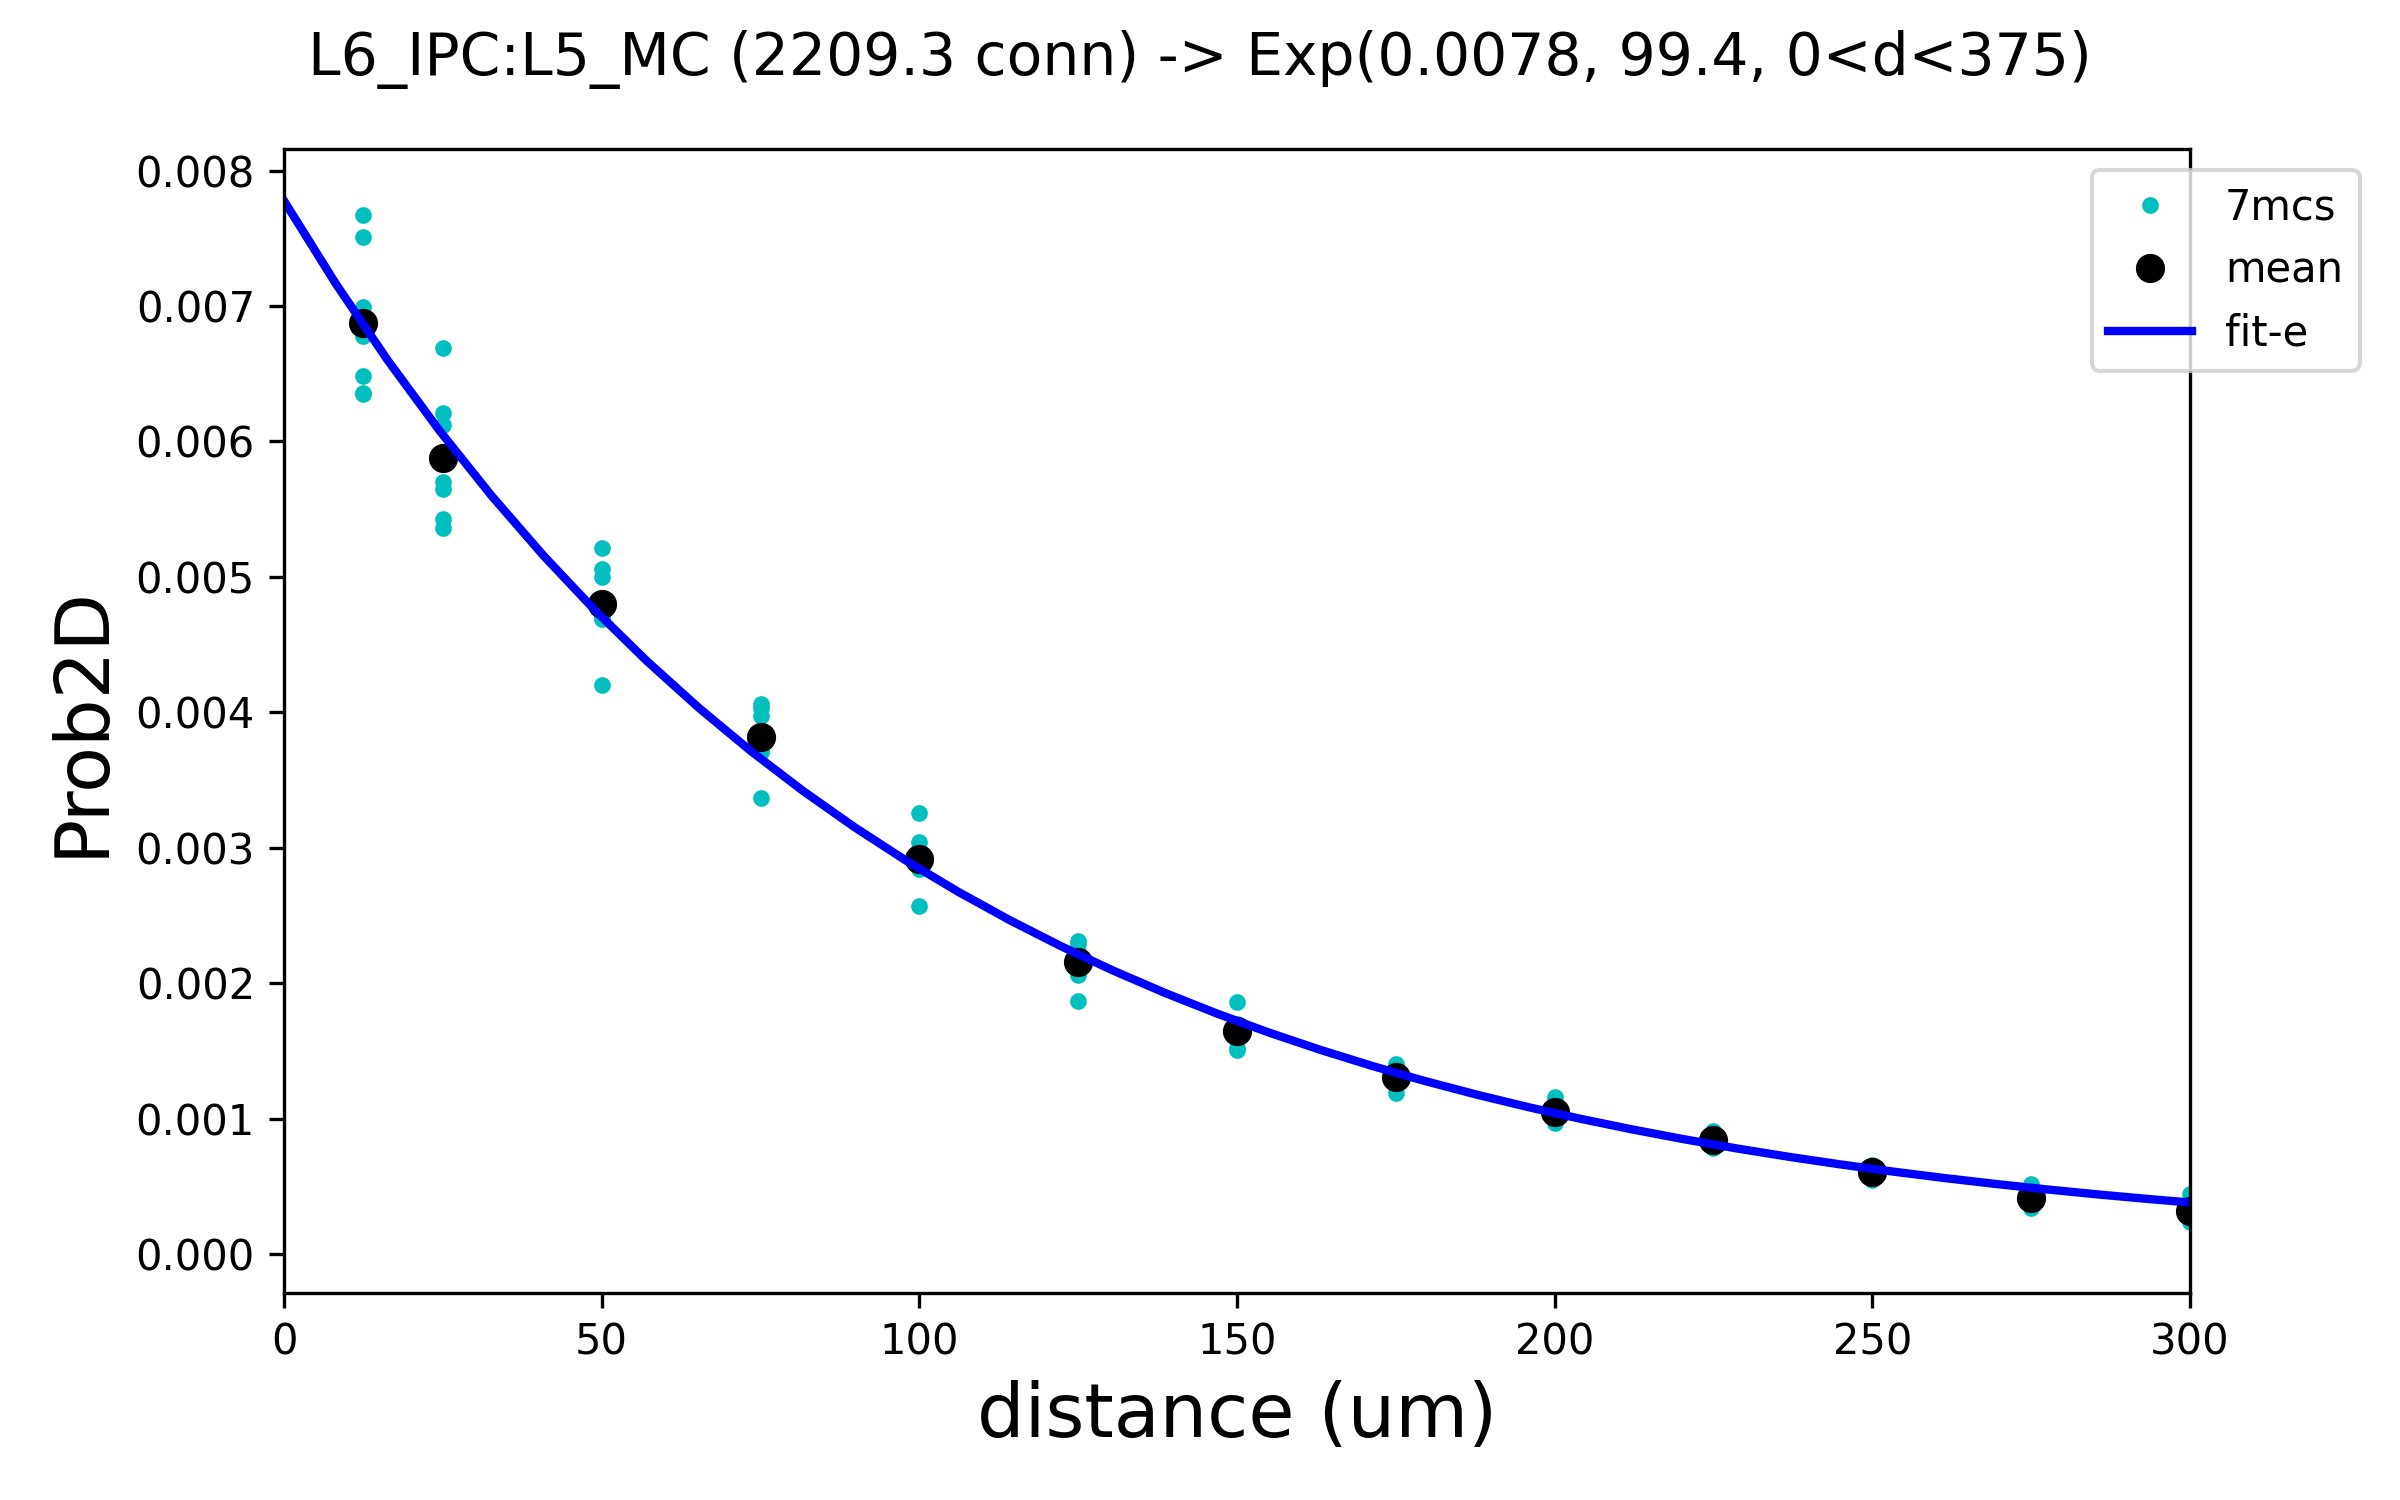 L6_IPC:L5_MC (2209.3 conn) -> Exp(0.0078, 99.4, 0<d<375)
0.008
0.007
0.006
0.005
0.004
0.003
0.002
0.001
0.000
Prob2D
7mcs
mean
fit-e
0 50 100 150 200 250 300
distance (um)